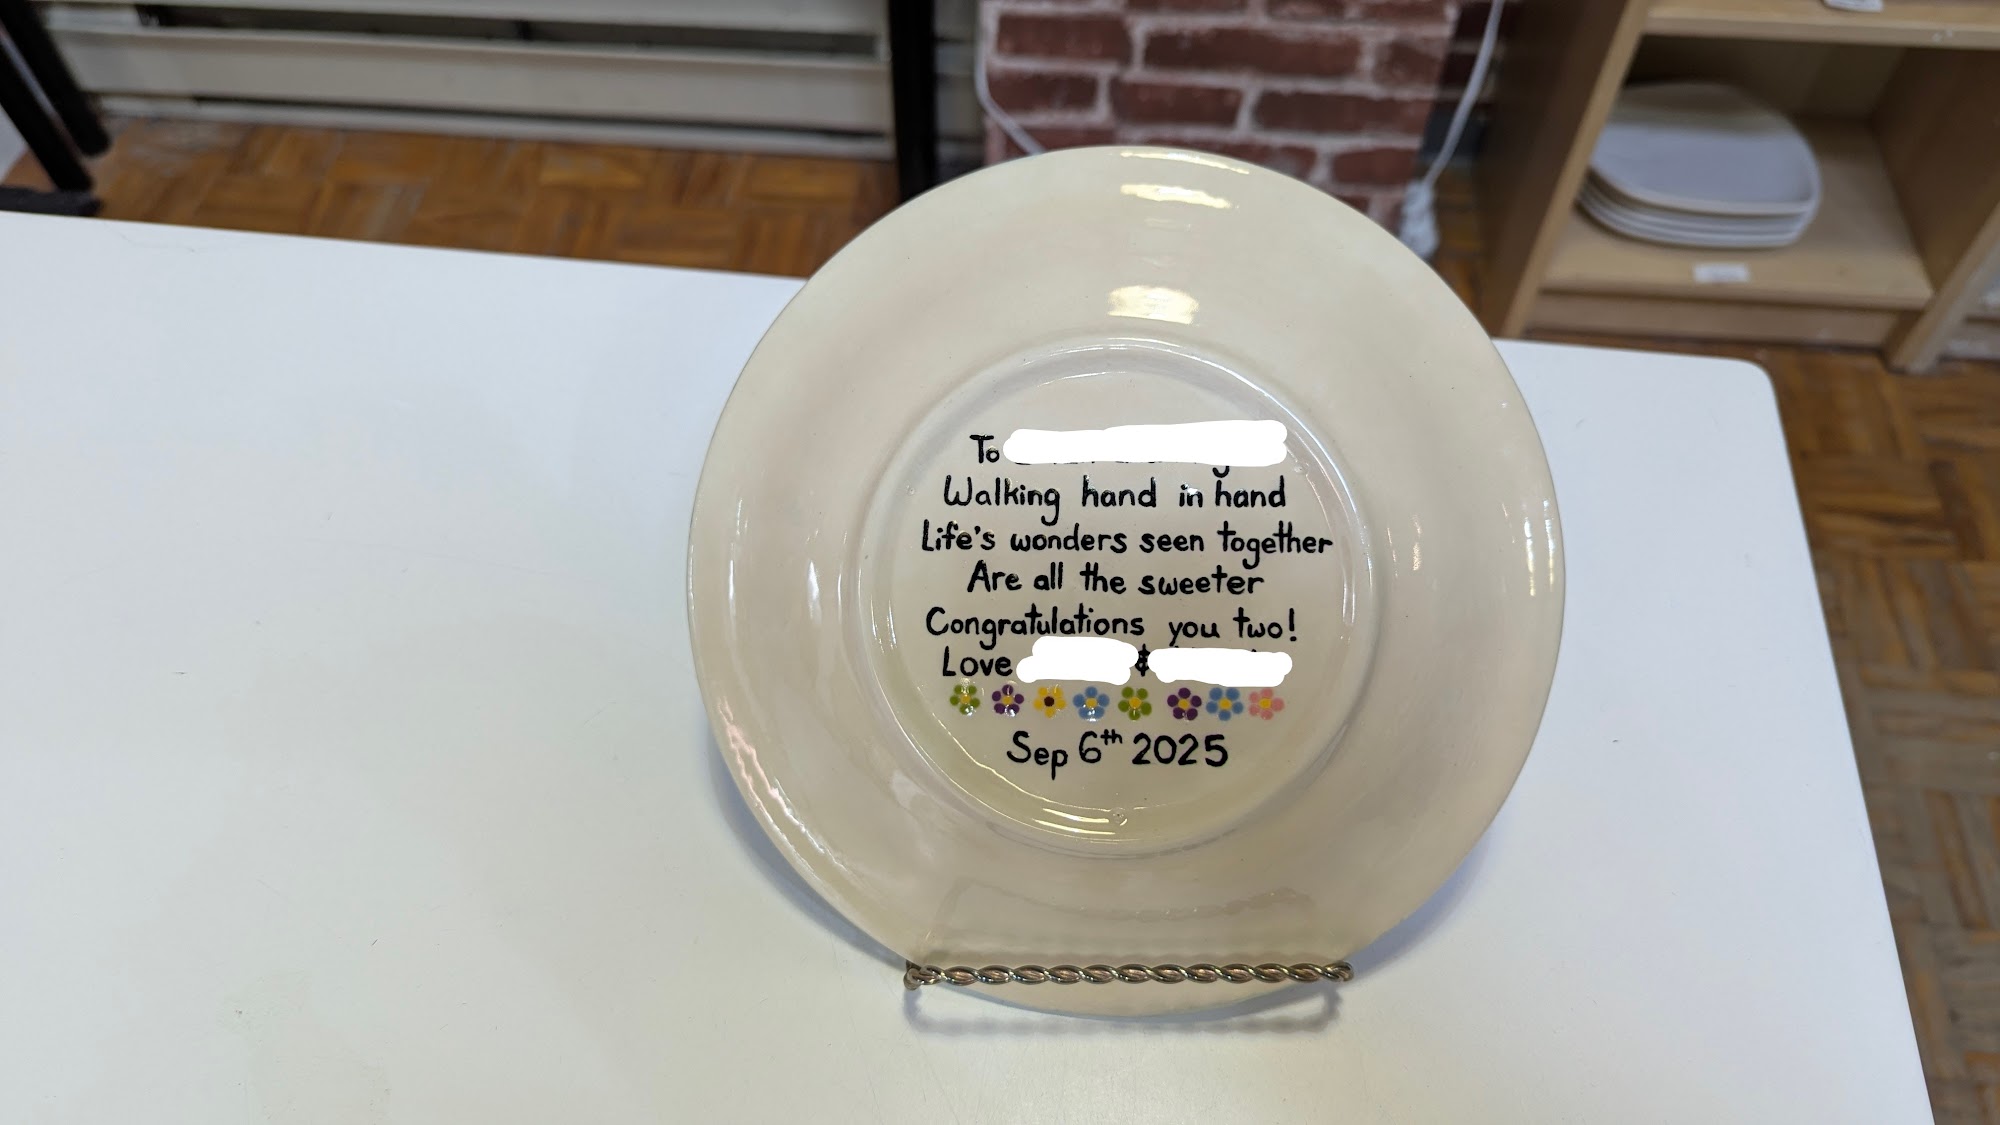 To
Walking hand in hand
Life's wonders seen together
Are all the sweeter
Congratulations you two!
Love &
Sep 6th 2025